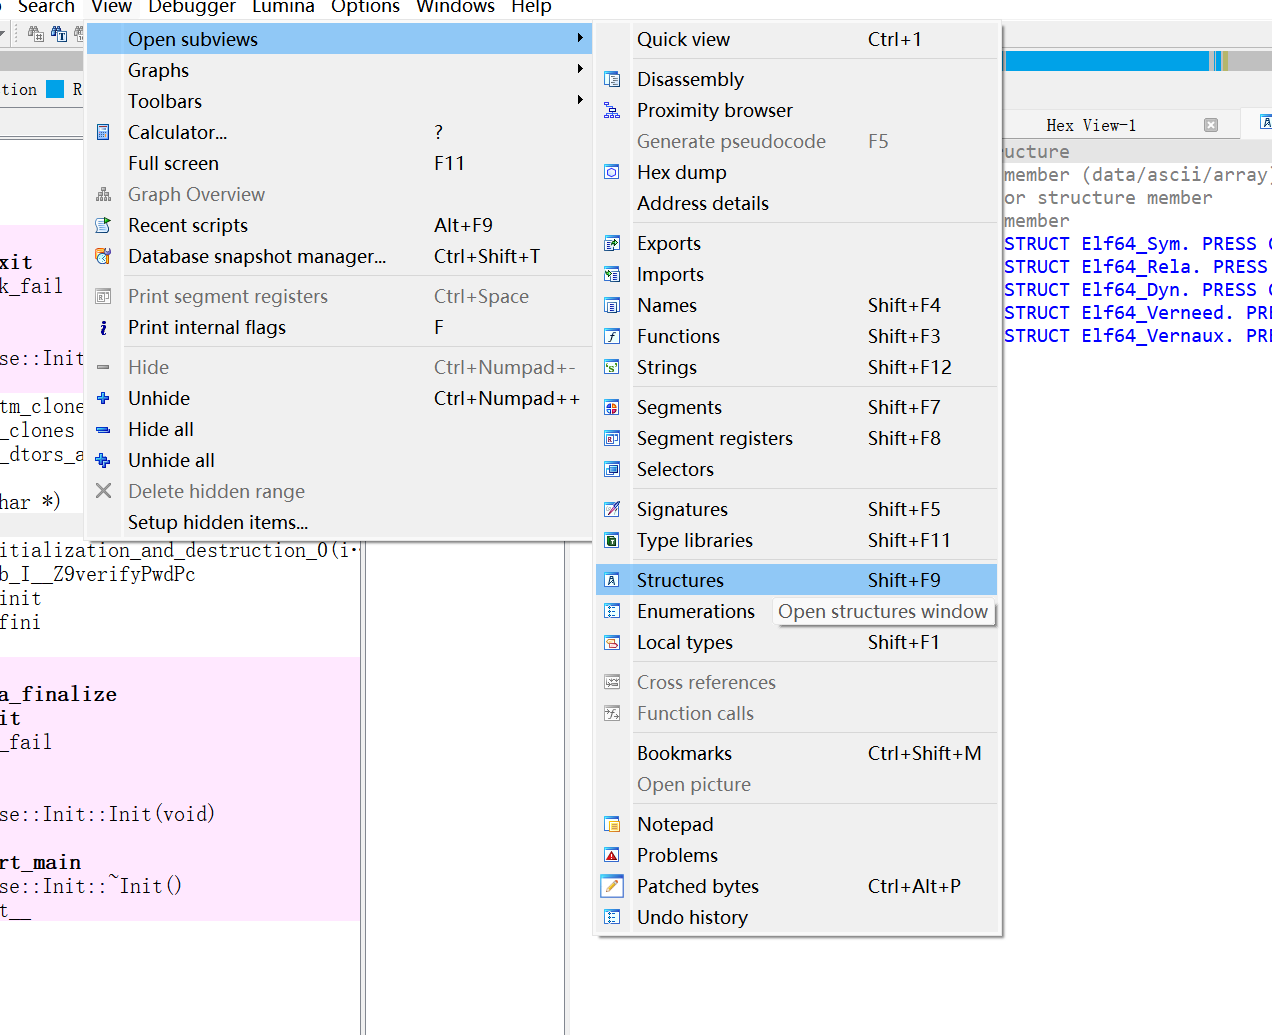 Search View Debugger Lumina Options Windows Help
Open subviews
Graphs
Toolbars
Calculator... ?
Full screen F11
Graph Overview
Recent scripts Alt+F9
Database snapshot manager... Ctrl+Shift+T
Print segment registers Ctrl+Space
Print internal flags F
Hide Ctrl+Numpad+-
Unhide Ctrl+Numpad++
Hide all
Unhide all
Delete hidden range
Setup hidden items...
Quick view Ctrl+1
Disassembly
Proximity browser
Generate pseudocode F5
Hex dump
Address details
Exports
Imports
Names Shift+F4
Functions Shift+F3
Strings Shift+F12
Segments Shift+F7
Segment registers Shift+F8
Selectors
Signatures Shift+F5
Type libraries Shift+F11
Structures Shift+F9
Enumerations
Open structures window
Local types Shift+F1
Cross references
Function calls
Bookmarks Ctrl+Shift+M
Open picture
Notepad
Problems
Patched bytes Ctrl+Alt+P
Undo history
tion R
xit
k_fail
se::Init
tm_clone
_clones
_dtors_a
har *)
itialization_and_destruction_0(i…
b_I__Z9verifyPwdPc
init
fini
a_finalize
it
_fail
se::Init::Init(void)
rt_main
se::Init::~Init()
t__
Hex View-1
ucture
member (data/ascii/array)
or structure member
member
STRUCT Elf64_Sym. PRESS
STRUCT Elf64_Rela. PRESS
STRUCT Elf64_Dyn. PRESS
STRUCT Elf64_Verneed. PRE
STRUCT Elf64_Vernaux. PRE